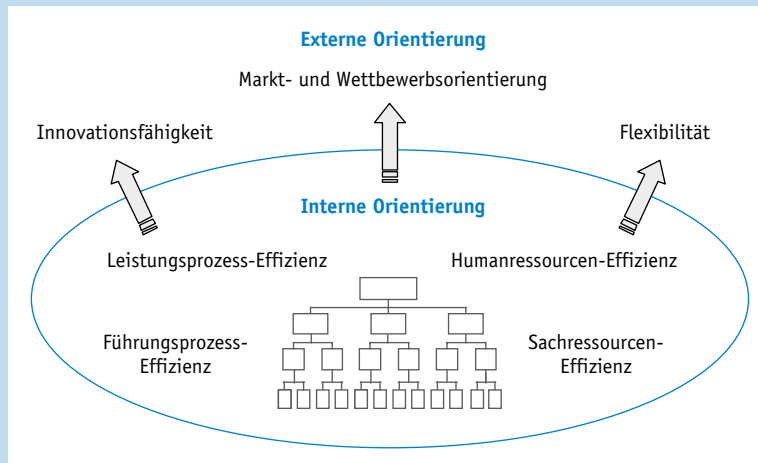 Externe Orientierung
Markt- und Wettbewerbsorientierung
Innovationsfähigkeit
Flexibilität
Interne Orientierung
Leistungsprozess-Effizienz
Humanressourcen-Effizienz
Führungsprozess-
Effizienz
Sachressourcen-
Effizienz